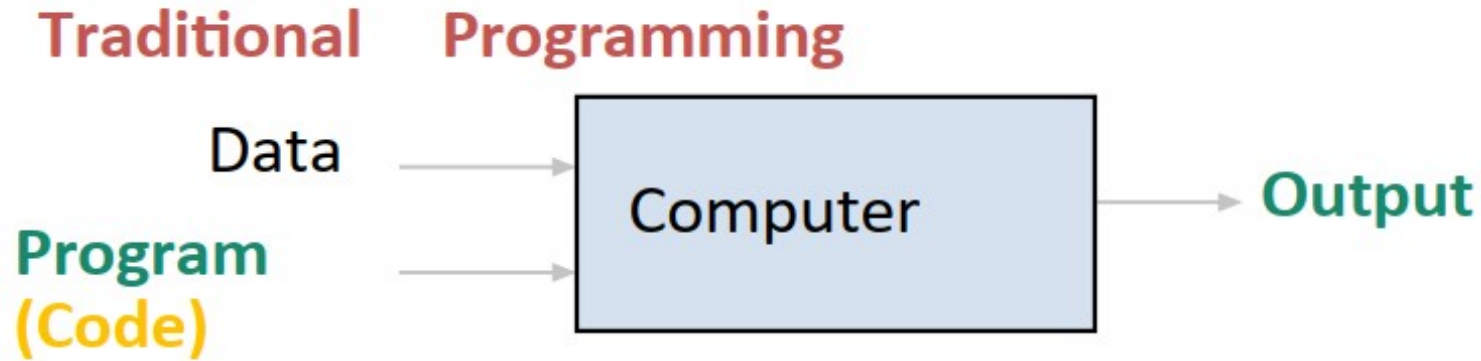 Traditional Programming
Data
Computer
Output
Program
(Code)